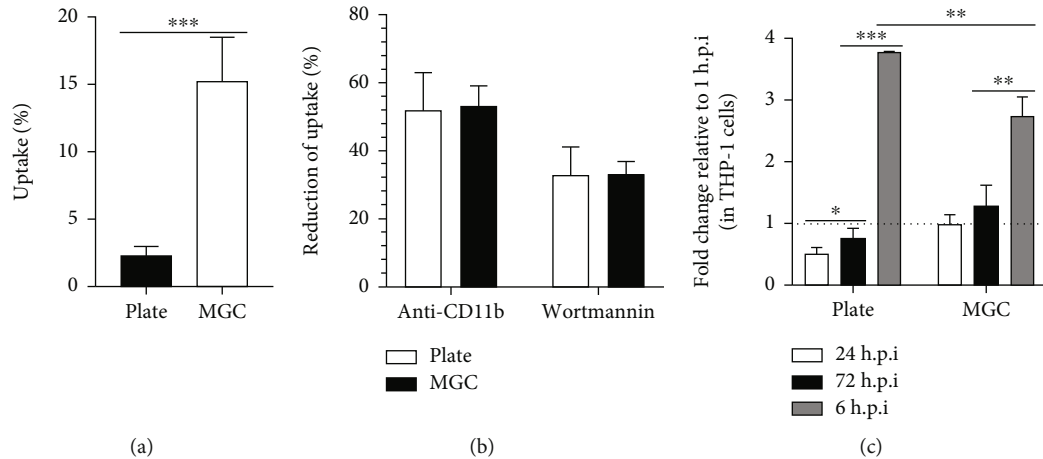 20
15
10
5
0
Uptake (%)
***
Plate
MGC
(a)
80
60
40
20
0
Reduction of uptake (%)
Anti-CD11b
Wortmannin
Plate
MGC
(b)
4
3
2
1
0
Fold change relative to 1 h.p.i
(in THP-1 cells)
**
***
**
*
Plate
MGC
24 h.p.i
72 h.p.i
6 h.p.i
(c)